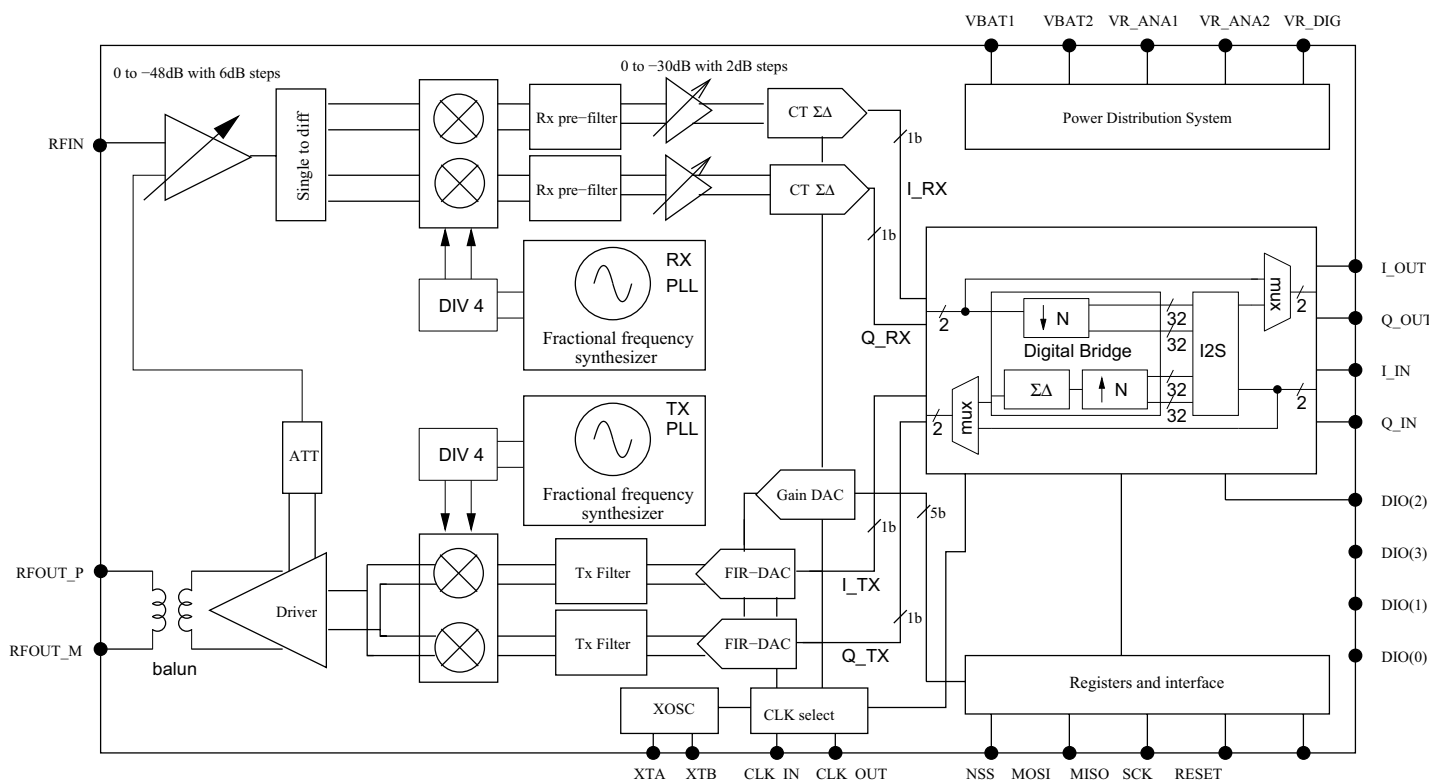 VBAT1 VBAT2 VR_ANA1 VR_ANA2 VR_DIG
0 to −48dB with 6dB steps
0 to −30dB with 2dB steps
RFIN
Single to diff
Rx pre−filter
CT ΣΔ
1b
Power Distribution System
Rx pre−filter
CT ΣΔ
1b
I_RX
Q_RX
DIV 4
RX
PLL
Fractional frequency
synthesizer
2
N
32
32
Digital Bridge
I2S
mux
2
ΣΔ
N
32
32
mux
2
2
I_OUT
Q_OUT
I_IN
Q_IN
DIO(2)
DIO(3)
DIO(1)
DIO(0)
DIV 4
TX
PLL
Fractional frequency
synthesizer
ATT
Gain DAC
5b
1b
RFOUT_P
RFOUT_M
balun
Driver
Tx Filter
FIR−DAC
I_TX
1b
Tx Filter
FIR−DAC
Q_TX
XOSC
CLK select
Registers and interface
XTA XTB CLK_IN CLK_OUT NSS MOSI MISO SCK RESET